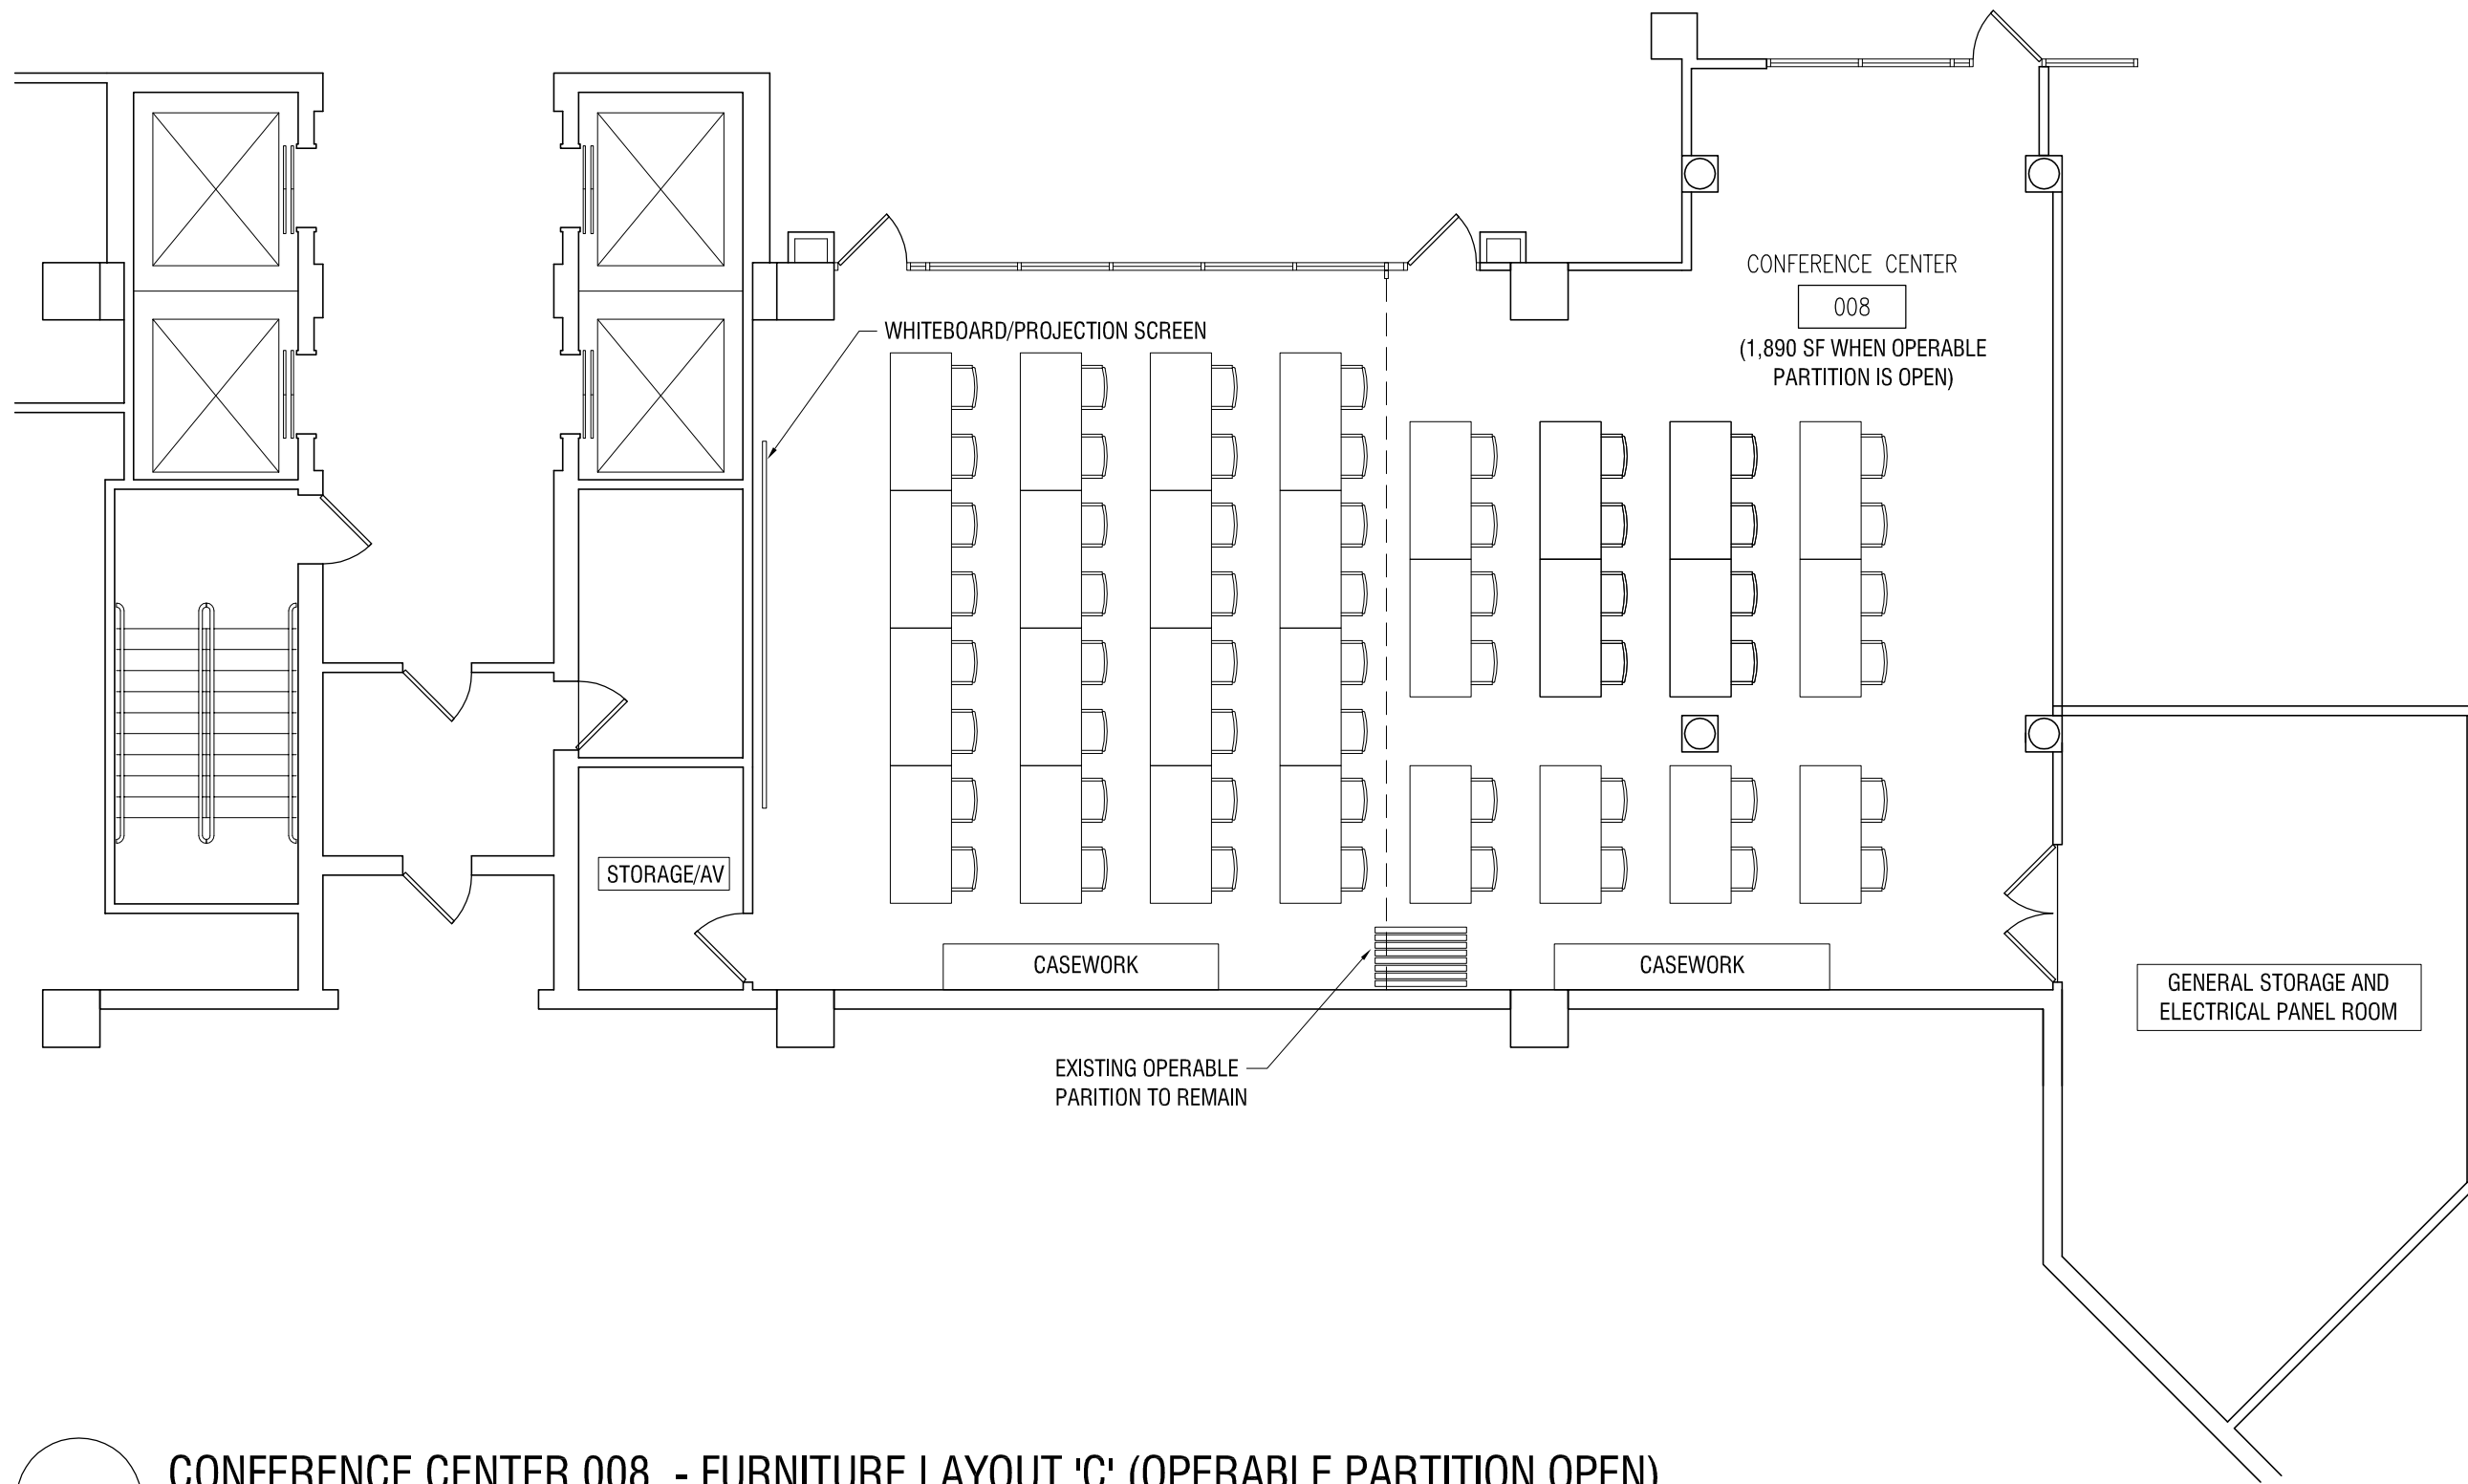 CONFERENCE CENTER
008
(1,890 SF WHEN OPERABLE
PARTITION IS OPEN)
WHITEBOARD/PROJECTION SCREEN
STORAGE/AV
CASEWORK
CASEWORK
GENERAL STORAGE AND
ELECTRICAL PANEL ROOM
EXISTING OPERABLE
PARITION TO REMAIN
CONFERENCE CENTER 008 - FURNITURE LAYOUT 'C' (OPERABLE PARTITION OPEN)